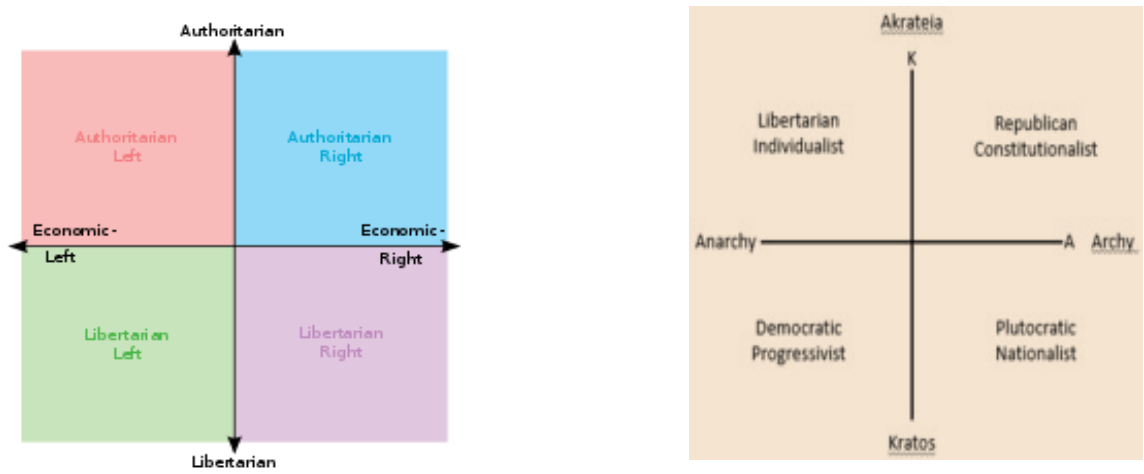 Authoritarian
Authoritarian
Left
Authoritarian
Right
Economic -
Left
Economic -
Right
Libertarian
Left
Libertarian
Right
Libertarian
Akrateia
K
Libertarian
Individualist
Republican
Constitutionalist
Anarchy
A Archy
Democratic
Progressivist
Plutocratic
Nationalist
Kratos